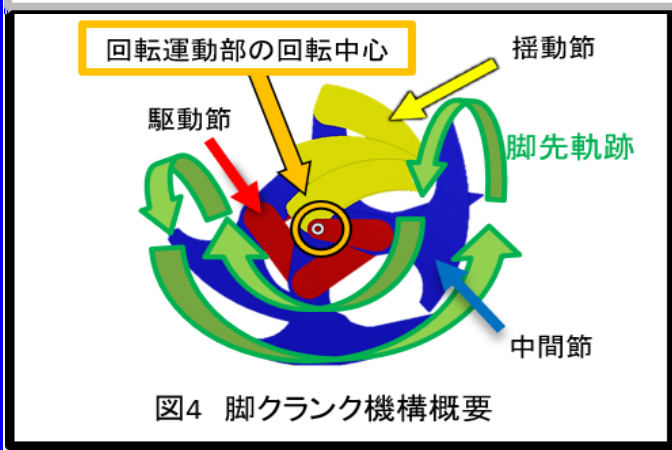 回転運動部の回転中心
揺動節
駆動節
脚先軌跡
中間節
図4 脚クランク機構概要